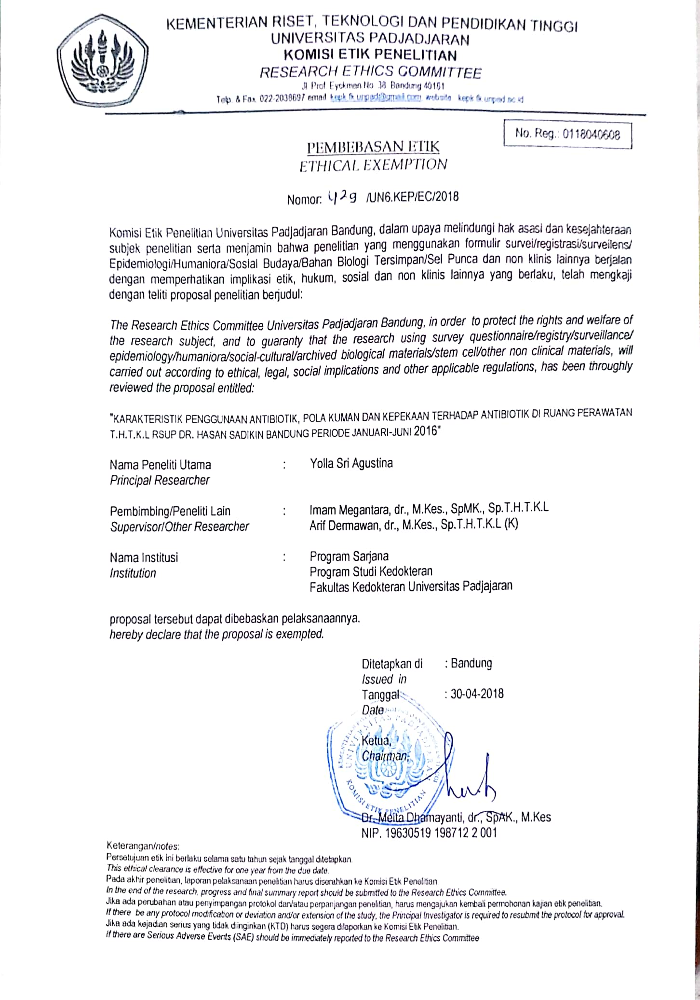 KEMENTERIAN RISET, TEKNOLOGI DAN PENDIDIKAN TINGGI
UNIVERSITAS PADJADJARAN
KOMISI ETIK PENELITIAN
RESEARCH ETHICS COMMITTEE
Jl. Prof. Eyckman No. 38 Bandung 40161
Telp. & Fax. 022-2038697 email: kepk.fk.unpad@gmail.com, website: kepk.fk.unpad.ac.id
No. Reg.: 0118040608
PEMBEBASAN ETIK
ETHICAL EXEMPTION
Nomor: 429 /UN6.KEP/EC/2018
Komisi Etik Penelitian Universitas Padjadjaran Bandung, dalam upaya melindungi hak asasi dan kesejahteraan
subjek penelitian serta menjamin bahwa penelitian yang menggunakan formulir survei/registrasi/surveilens/
Epidemiologi/Humaniora/Sosial Budaya/Bahan Biologi Tersimpan/Sel Punca dan non klinis lainnya berjalan
dengan memperhatikan implikasi etik, hukum, sosial dan non klinis lainnya yang berlaku, telah mengkaji
dengan teliti proposal penelitian berjudul:
The Research Ethics Committee Universitas Padjadjaran Bandung, in order to protect the rights and welfare of
the research subject, and to guaranty that the research using survey questionnaire/registry/surveillance/
epidemiology/humaniora/social-cultural/archived biological materials/stem cell/other non clinical materials, will
carried out according to ethical, legal, social implications and other applicable regulations, has been throughly
reviewed the proposal entitled:
"KARAKTERISTIK PENGGUNAAN ANTIBIOTIK, POLA KUMAN DAN KEPEKAAN TERHADAP ANTIBIOTIK DI RUANG PERAWATAN
T.H.T.K.L RSUP DR. HASAN SADIKIN BANDUNG PERIODE JANUARI-JUNI 2016"
Nama Peneliti Utama : Yolla Sri Agustina
Principal Researcher
Pembimbing/Peneliti Lain : Imam Megantara, dr., M.Kes., SpMK., Sp.T.H.T.K.L
Supervisor/Other Researcher Arif Dermawan, dr., M.Kes., Sp.T.H.T.K.L (K)
Nama Institusi : Program Sarjana
Institution Program Studi Kedokteran
Fakultas Kedokteran Universitas Padjajaran
proposal tersebut dapat dibebaskan pelaksanaannya.
hereby declare that the proposal is exempted.
Ditetapkan di : Bandung
Issued in
Tanggal : 30-04-2018
Date
UNIVERSITAS PADJADJARAN
KOMISI ETIK PENELITIAN
Ketua,
Chairman,
Dr. Meita Dhamayanti, dr., SpAK., M.Kes
NIP. 19630519 198712 2 001
Keterangan/notes:
Persetujuan etik ini berlaku selama satu tahun sejak tanggal ditetapkan.
This ethical clearance is effective for one year from the due date.
Pada akhir penelitian, laporan pelaksanaan penelitian harus diserahkan ke Komisi Etik Penelitian.
In the end of the research, progress and final summary report should be submitted to the Research Ethics Committee.
Jika ada perubahan atau penyimpangan protokol dan/atau perpanjangan penelitian, harus mengajukan kembali permohonan kajian etik penelitian.
If there be any protocol modification or deviation and/or extension of the study, the Principal Investigator is required to resubmit the protocol for approval.
Jika ada kejadian serius yang tidak diinginkan (KTD) harus segera dilaporkan ke Komisi Etik Penelitian.
If there are Serious Adverse Events (SAE) should be immediately reported to the Research Ethics Committee